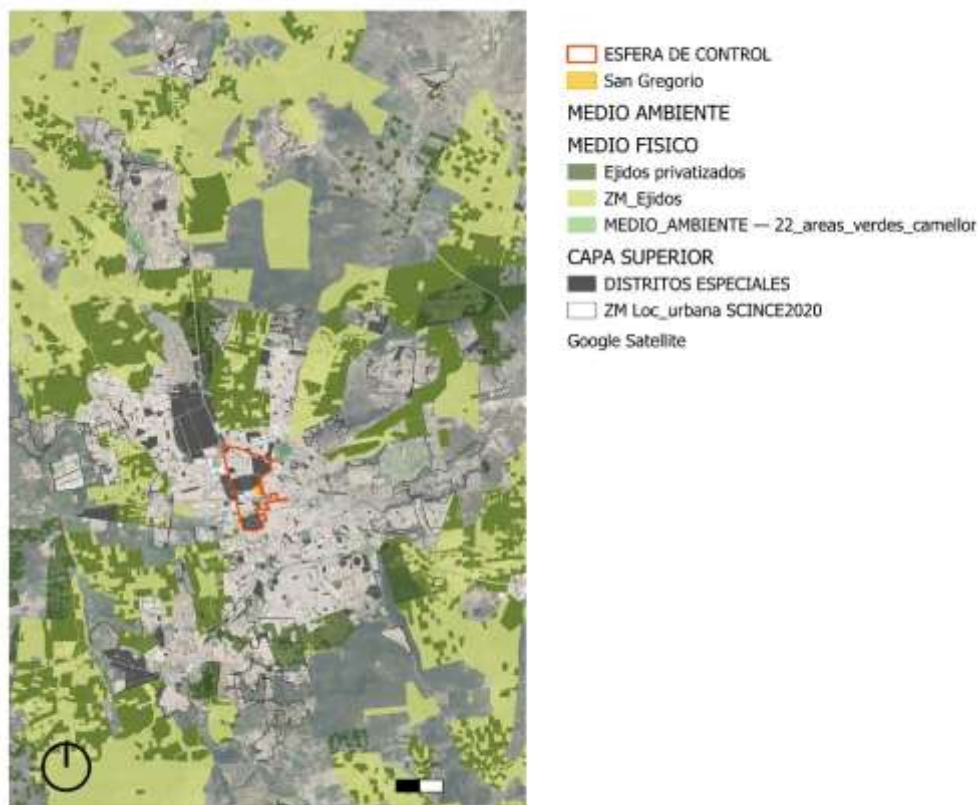 ESFERA DE CONTROL
San Gregorio
MEDIO AMBIENTE
MEDIO FISICO
Ejidos privatizados
ZM_Ejidos
MEDIO_AMBIENTE — 22_areas_verdes_camellor
CAPA SUPERIOR
DISTRITOS ESPECIALES
ZM Loc_urbana SCINCE2020
Google Satellite